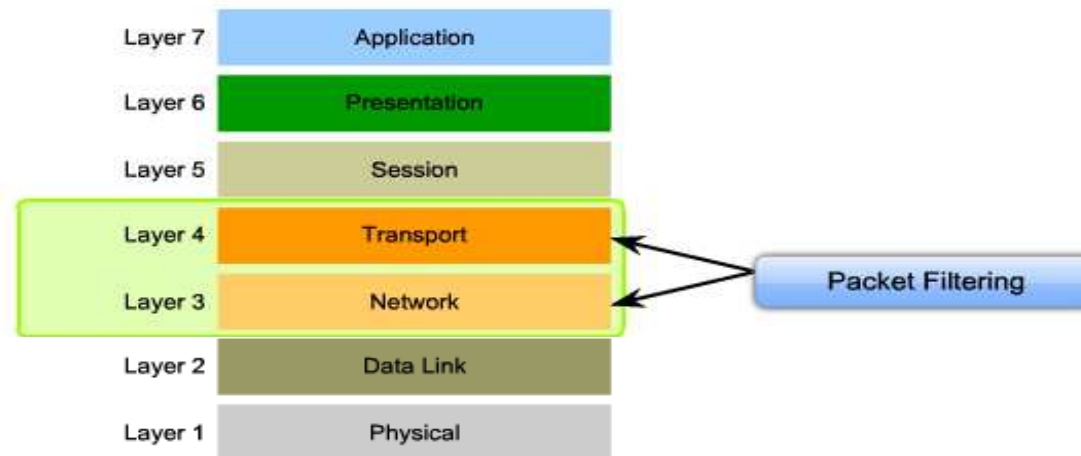 Layer 7 Application
Layer 6 Presentation
Layer 5 Session
Layer 4 Transport
Layer 3 Network
Packet Filtering
Layer 2 Data Link
Layer 1 Physical